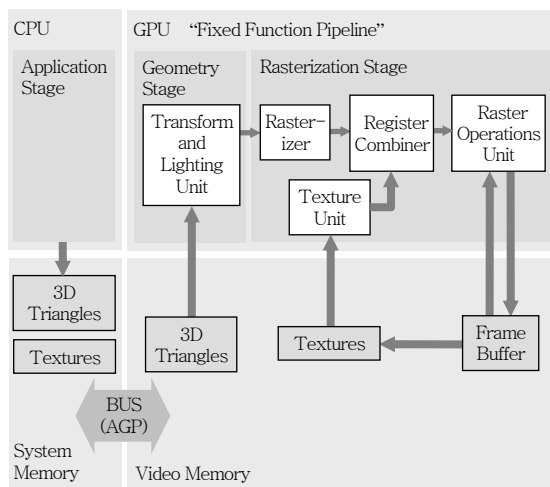 CPU
GPU “Fixed Function Pipeline”
Application
Stage
Geometry
Stage
Rasterization Stage
Transform
and
Lighting
Unit
Raster-
izer
Register
Combiner
Raster
Operations
Unit
Texture
Unit
3D
Triangles
Textures
3D
Triangles
Textures
Frame
Buffer
BUS
(AGP)
System
Memory
Video Memory